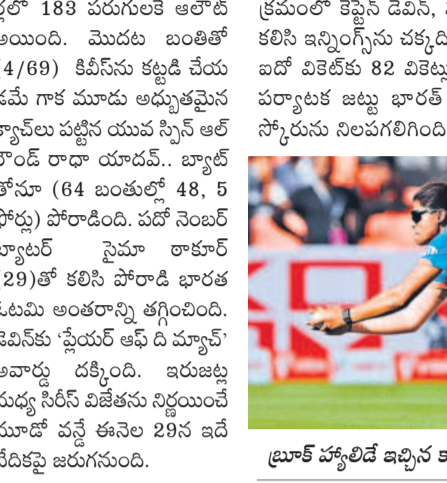 183 పరుగులకే ఆలౌట్
అయింది. మొదట బంతితో
(4/69) కివీస్‌ను కట్టడి చేయ
డమే గాక మూడు అధ్బుతమైన
క్యాచ్‌లు పట్టిన యువ స్పిన్ ఆల్
రౌండ్ రాధా యాదవ్.. బ్యాట్
తోనూ (64 బంతుల్లో 48, 5
ఫోర్లు) పోరాడింది. పదో నెంబర్
బ్యాటర్ సైమా ఠాకూర్
(29)తో కలిసి పోరాడి భారత
ఓటమి అంతరాన్ని తగ్గించింది.
డెవిన్‌కు ‘ప్లేయర్ ఆఫ్ ది మ్యాచ్’
అవార్డు దక్కింది. ఇరుజట్ల
మధ్య సిరీస్ విజేతను నిర్ణయించే
మూడో వన్డే ఈనెల 29న ఇదే
వేదికపై జరుగనుంది.
క్రమంలో కెప్టెన్ డెవిన్,
కలిసి ఇన్నింగ్స్‌ను చక్కది
ఐదో వికెట్‌కు 82 వికెట్లు
పర్యాటక జట్టు భారత్
స్కోరును నిలపగలిగింది
బ్రూక్ హ్యాలిడే ఇచ్చిన క